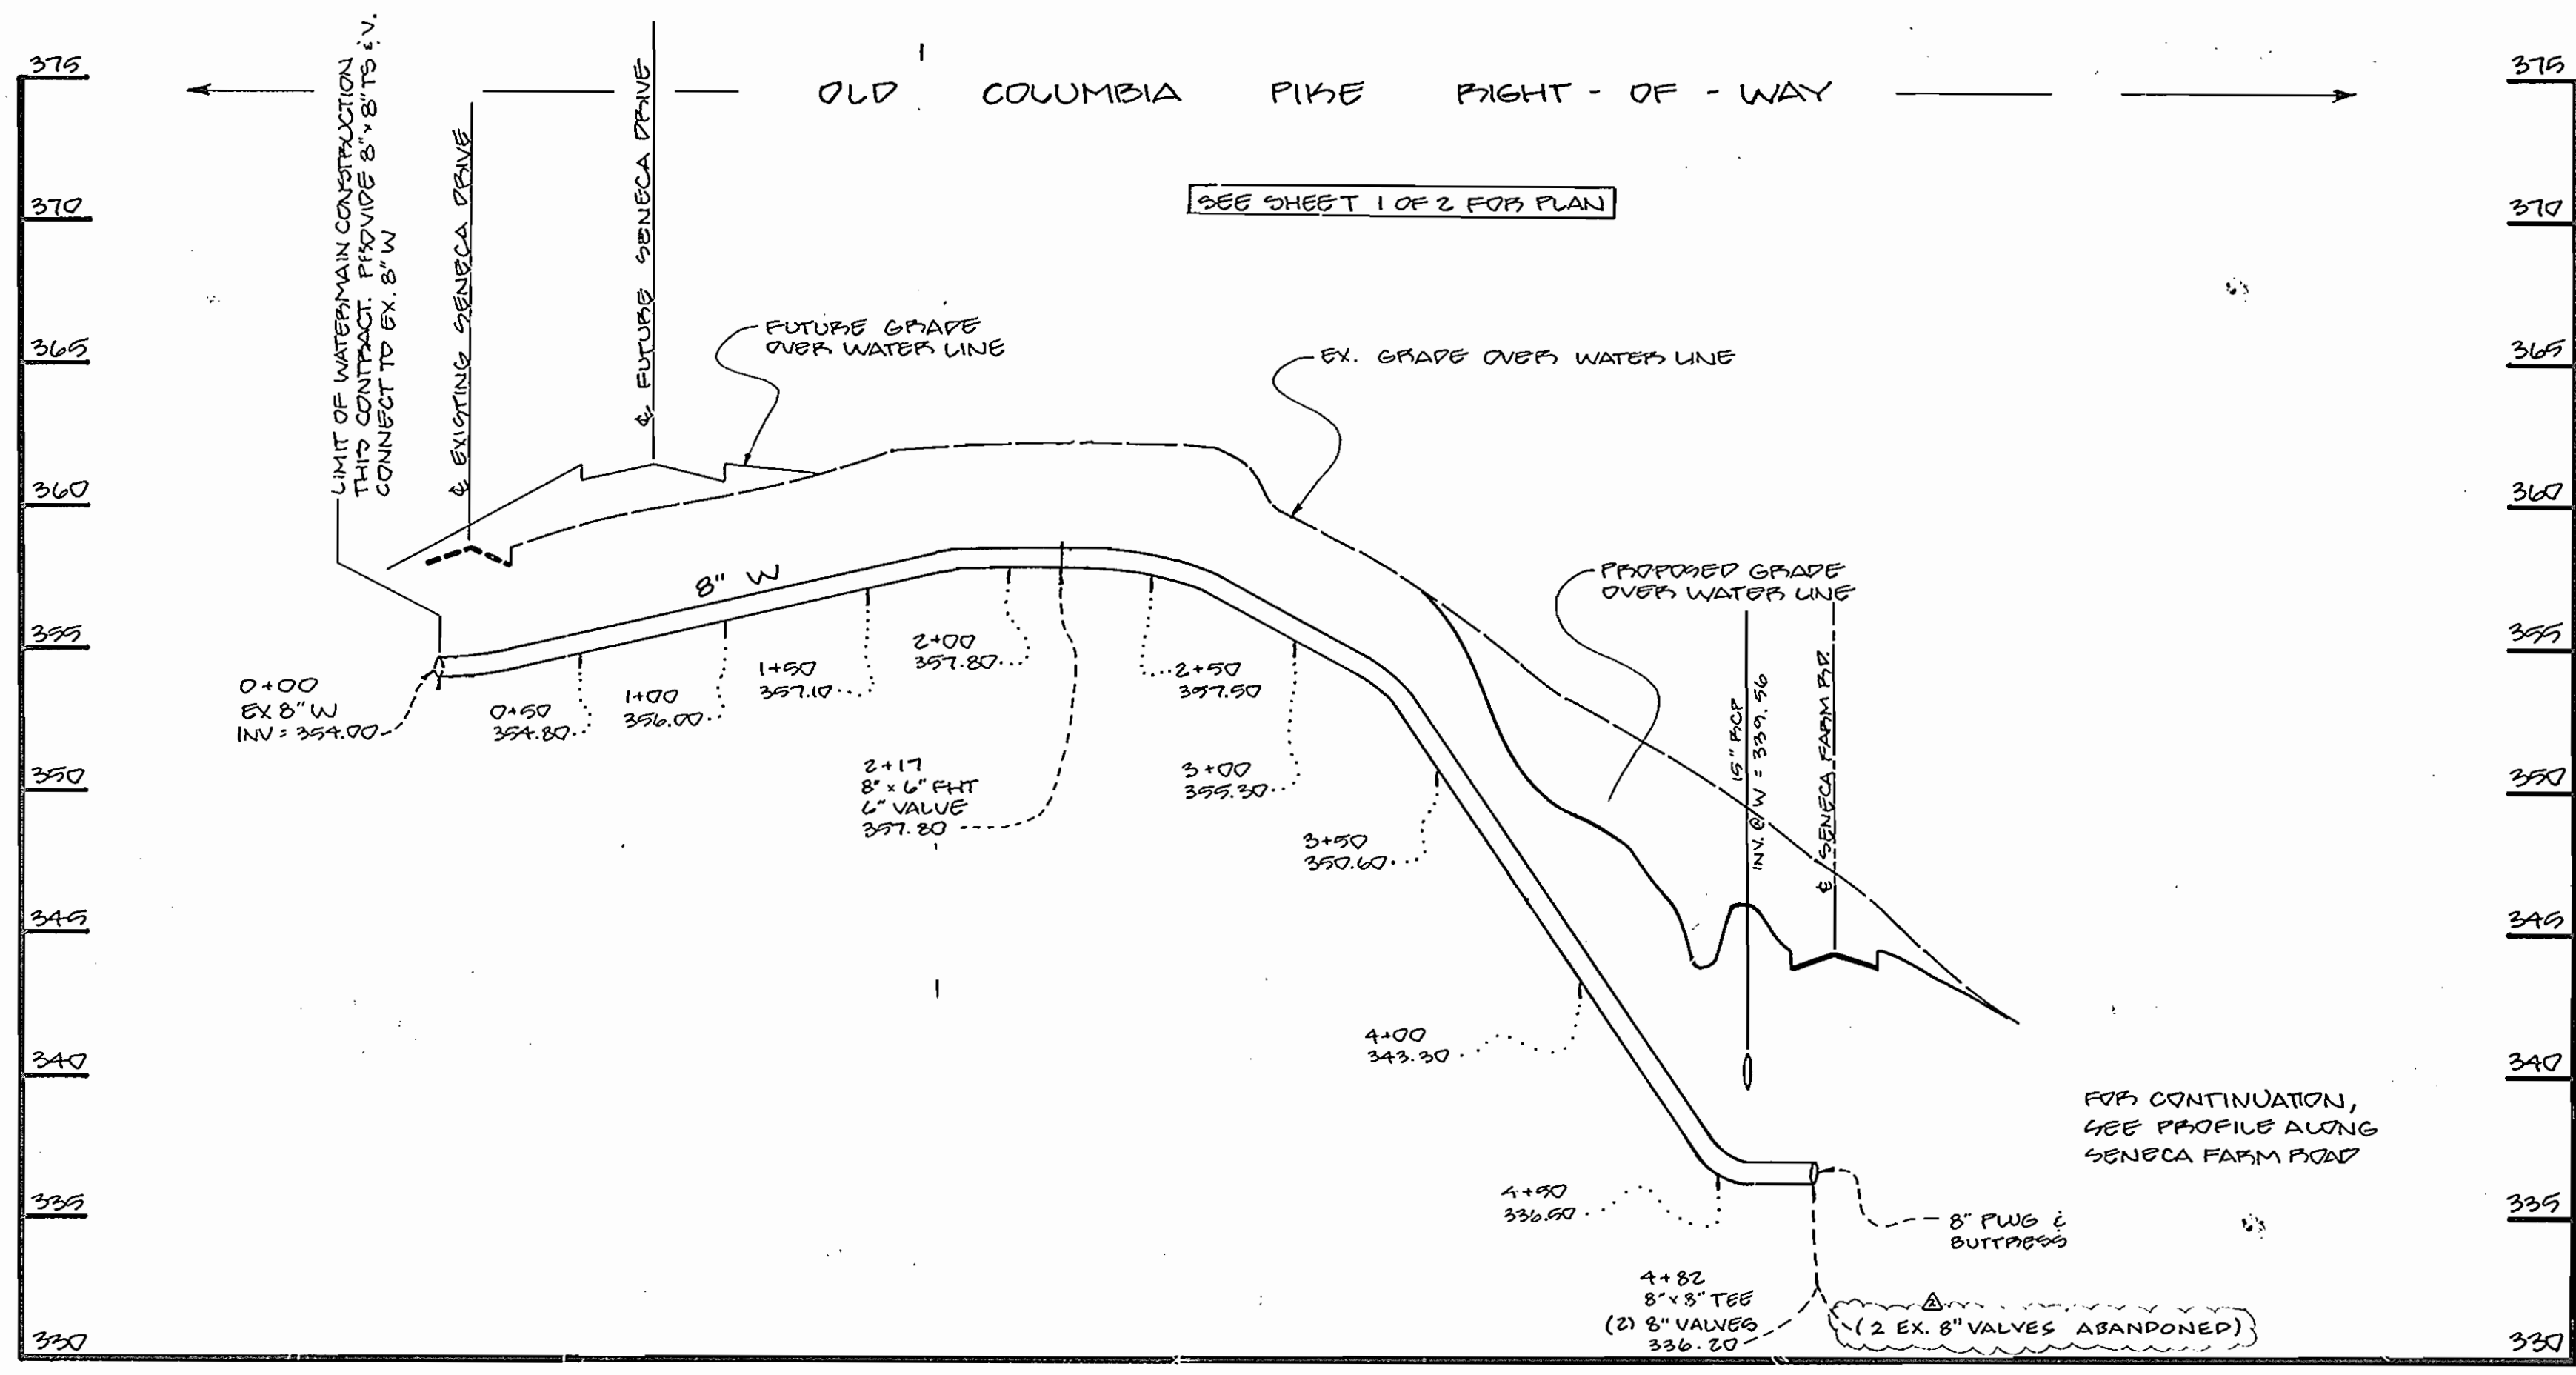 375
375
OLD COLUMBIA PIKE RIGHT - OF - WAY
LIMIT OF WATERMAIN CONSTRUCTION
THIS CONTRACT. PROVIDE 8"x8" TS & V.
CONNECT TO EX. 8" W
℄ EXISTING SENECA DRIVE
℄ FUTURE SENECA DRIVE
370
370
SEE SHEET 1 OF 2 FOR PLAN
365
365
FUTURE GRADE
OVER WATER LINE
EX. GRADE OVER WATER LINE
360
360
8" W
PROPOSED GRADE
OVER WATER LINE
355
355
0+00
EX 8" W
INV = 354.00
0+50
354.80
1+00
356.00
1+50
357.10
2+00
357.80
2+50
357.50
15" RCP
INV. @ W = 339.56
℄ SENECA FARM RD.
350
350
2+17
8" x 6" FHT
6" VALVE
357.80
3+00
355.30
3+50
350.60
345
345
4+00
343.30
340
340
FOR CONTINUATION,
SEE PROFILE ALONG
SENECA FARM ROAD
335
335
4+50
336.50
8" PLUG &
BUTTRESS
4+82
8" x 8" TEE
(2) 8" VALVES
336.20
2
(2 EX. 8" VALVES ABANDONED)
330
330